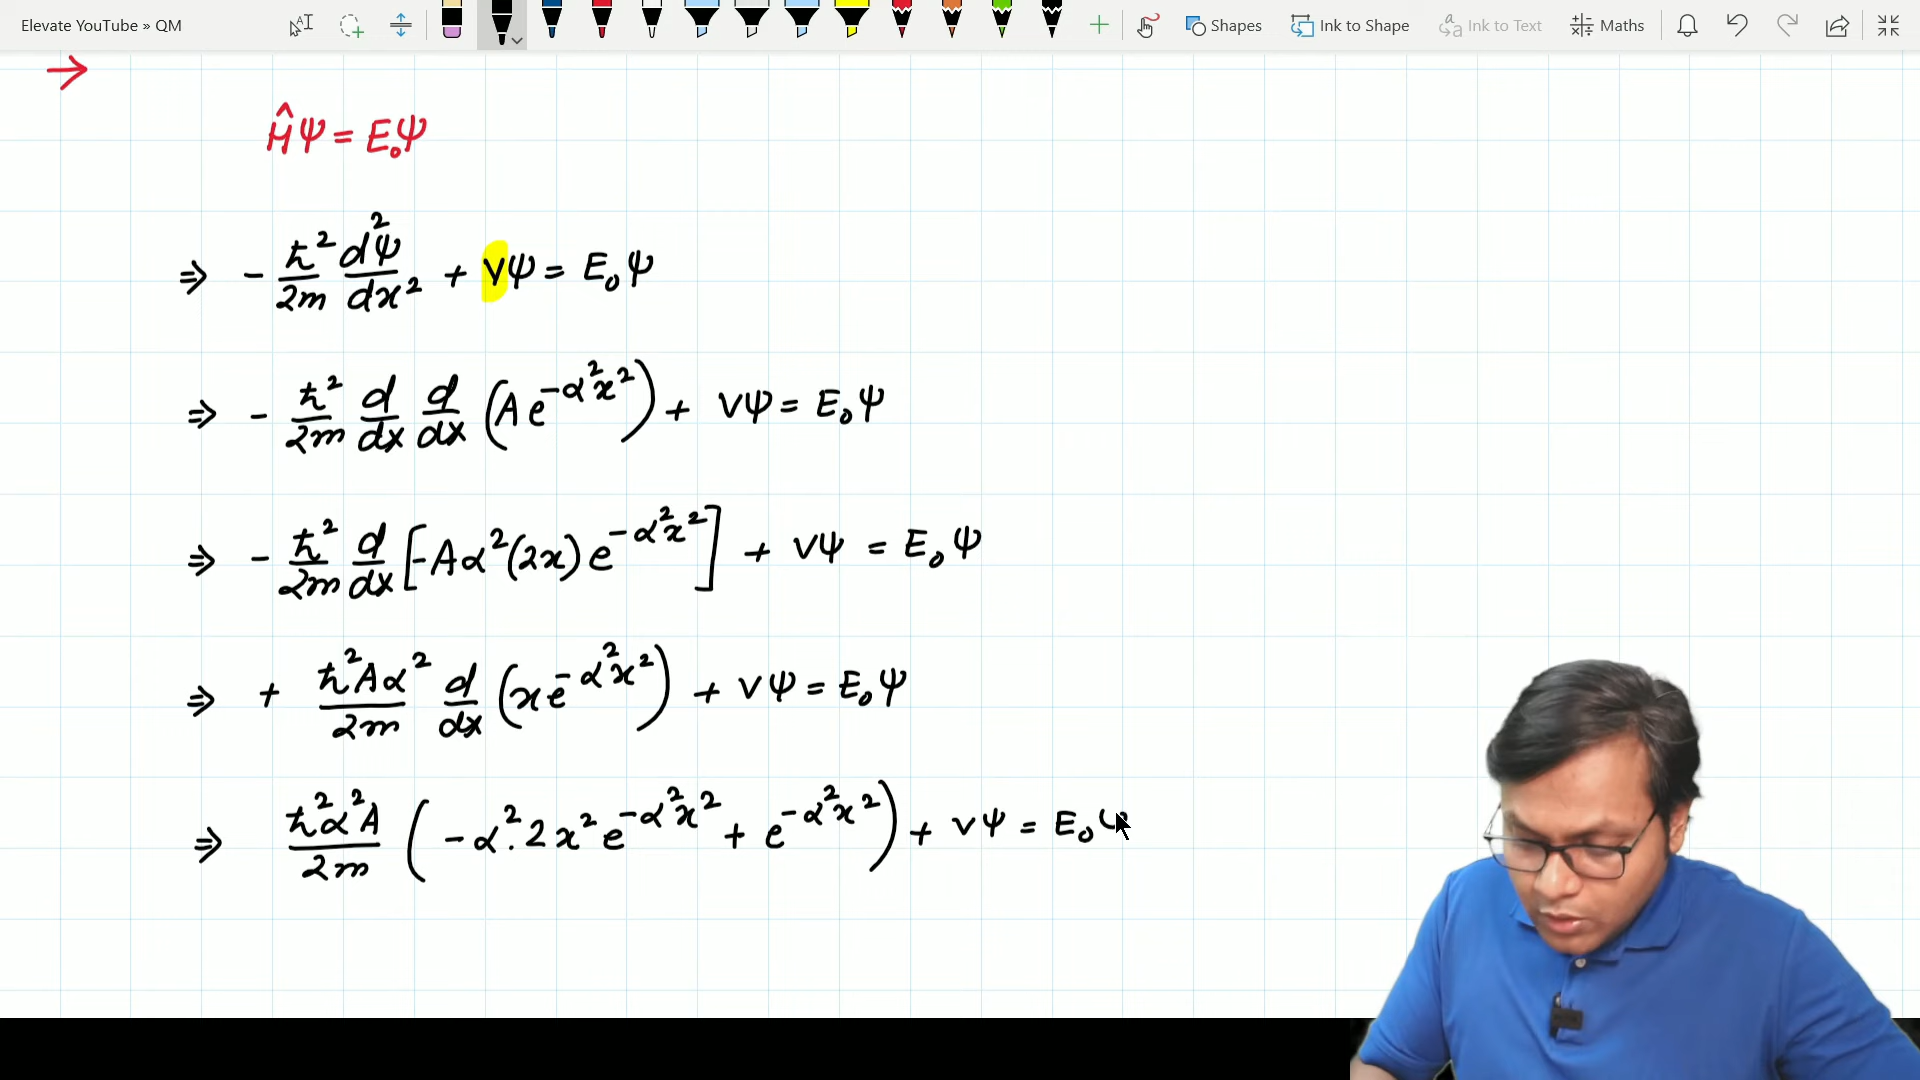 Elevate YouTube » QM
Shapes
Ink to Shape
Ink to Text
Maths
→
Ĥψ = E₀ψ
⇒ - ħ²/2m d²ψ/dx² + Vψ = E₀ψ
⇒ - ħ²/2m d/dx d/dx (A e^(-α²x²)) + Vψ = E₀ψ
⇒ - ħ²/2m d/dx [-Aα²(2x) e^(-α²x²)] + Vψ = E₀ψ
⇒ + ħ²Aα²/2m d/dx (x e^(-α²x²)) + Vψ = E₀ψ
⇒ ħ²α²A/2m (-α².2x² e^(-α²x²) + e^(-α²x²)) + Vψ = E₀ψ